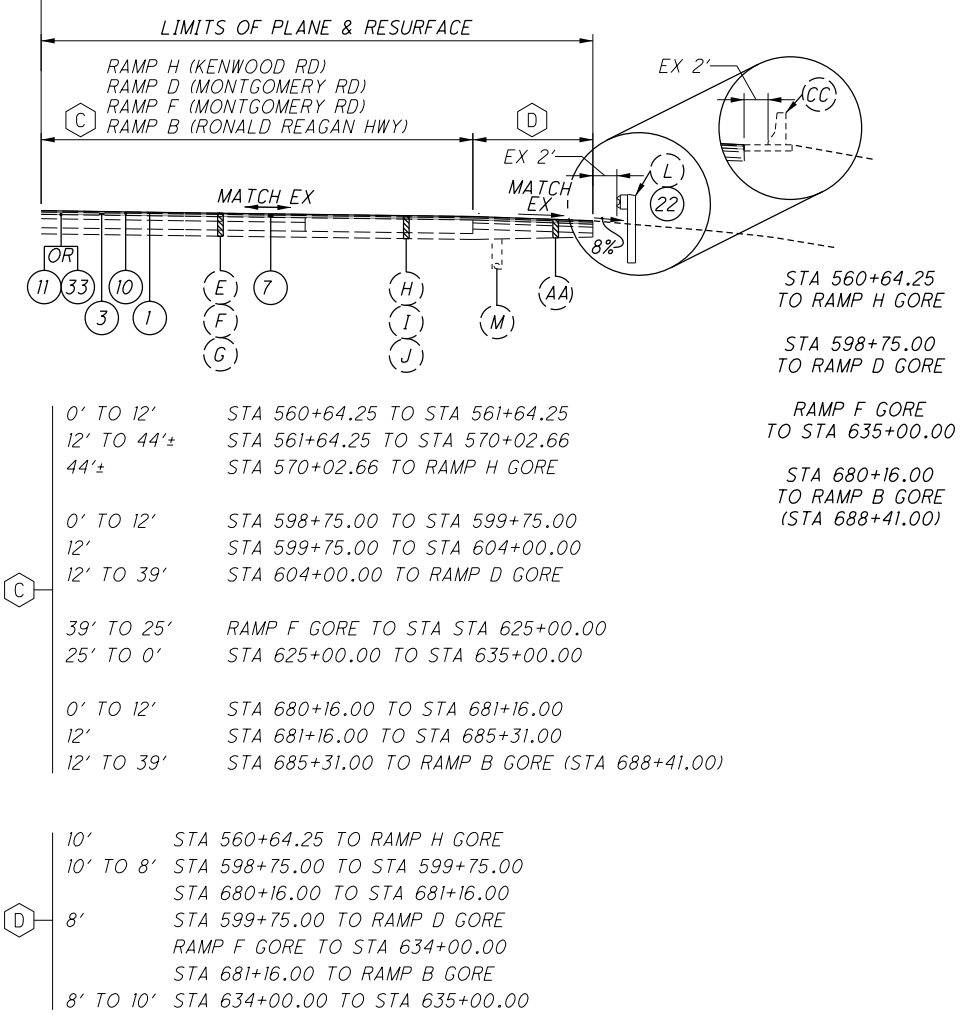 LIMITS OF PLANE & RESURFACE
RAMP H (KENWOOD RD)
RAMP D (MONTGOMERY RD)
RAMP F (MONTGOMERY RD)
C RAMP B (RONALD REAGAN HWY) D
EX 2'
CC
EX 2'
L
MATCH EX
MATCH
EX
22
8%
OR
11 33 10 E 7 H AA
3 1 F I M
G J
STA 560+64.25
TO RAMP H GORE
STA 598+75.00
TO RAMP D GORE
RAMP F GORE
TO STA 635+00.00
STA 680+16.00
TO RAMP B GORE
(STA 688+41.00)
0' TO 12' STA 560+64.25 TO STA 561+64.25
12' TO 44'± STA 561+64.25 TO STA 570+02.66
44'± STA 570+02.66 TO RAMP H GORE
0' TO 12' STA 598+75.00 TO STA 599+75.00
12' STA 599+75.00 TO STA 604+00.00
12' TO 39' STA 604+00.00 TO RAMP D GORE
C
39' TO 25' RAMP F GORE TO STA STA 625+00.00
25' TO 0' STA 625+00.00 TO STA 635+00.00
0' TO 12' STA 680+16.00 TO STA 681+16.00
12' STA 681+16.00 TO STA 685+31.00
12' TO 39' STA 685+31.00 TO RAMP B GORE (STA 688+41.00)
10' STA 560+64.25 TO RAMP H GORE
10' TO 8' STA 598+75.00 TO STA 599+75.00
STA 680+16.00 TO STA 681+16.00
D 8' STA 599+75.00 TO RAMP D GORE
RAMP F GORE TO STA 634+00.00
STA 681+16.00 TO RAMP B GORE
8' TO 10' STA 634+00.00 TO STA 635+00.00